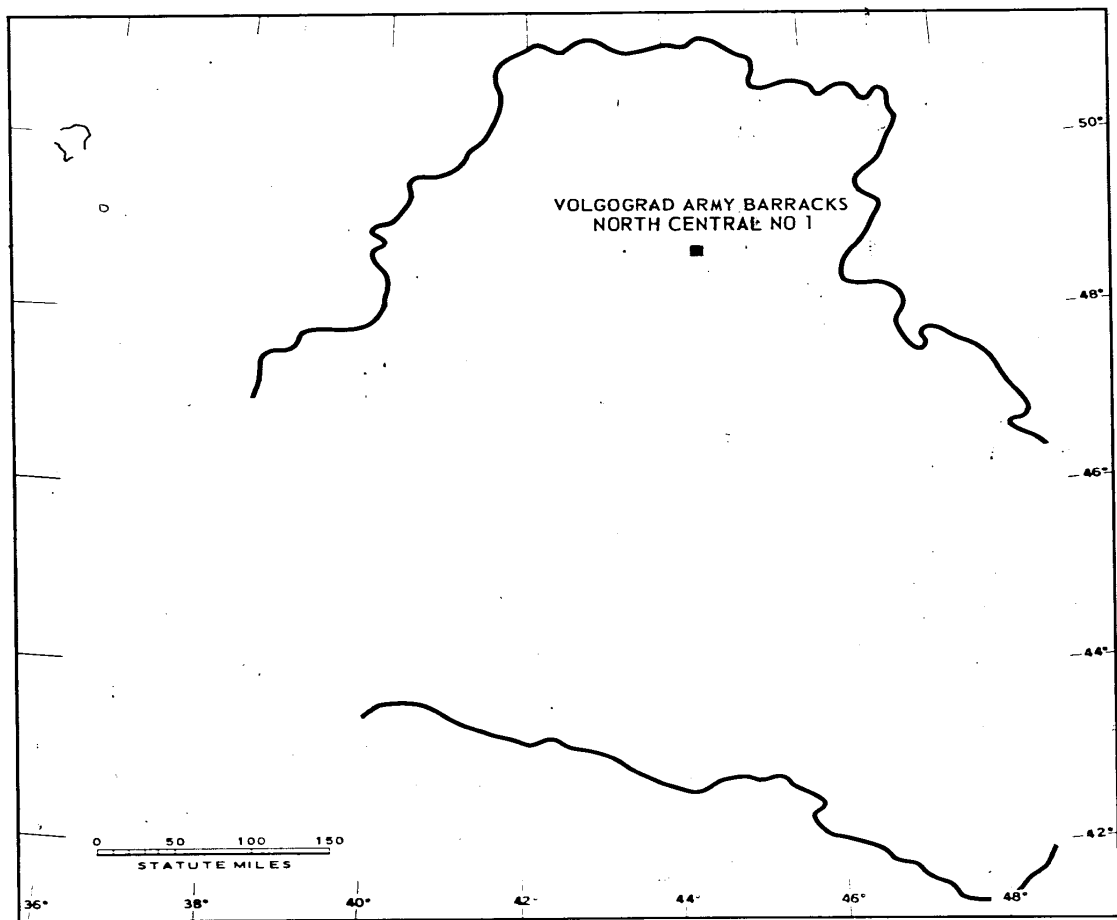 50°
VOLGOGRAD ARMY BARRACKS
NORTH CENTRAL NO 1
48°
46°
44°
42°
0 50 100 150
STATUTE MILES
36° 38° 40° 42° 44° 46° 48°